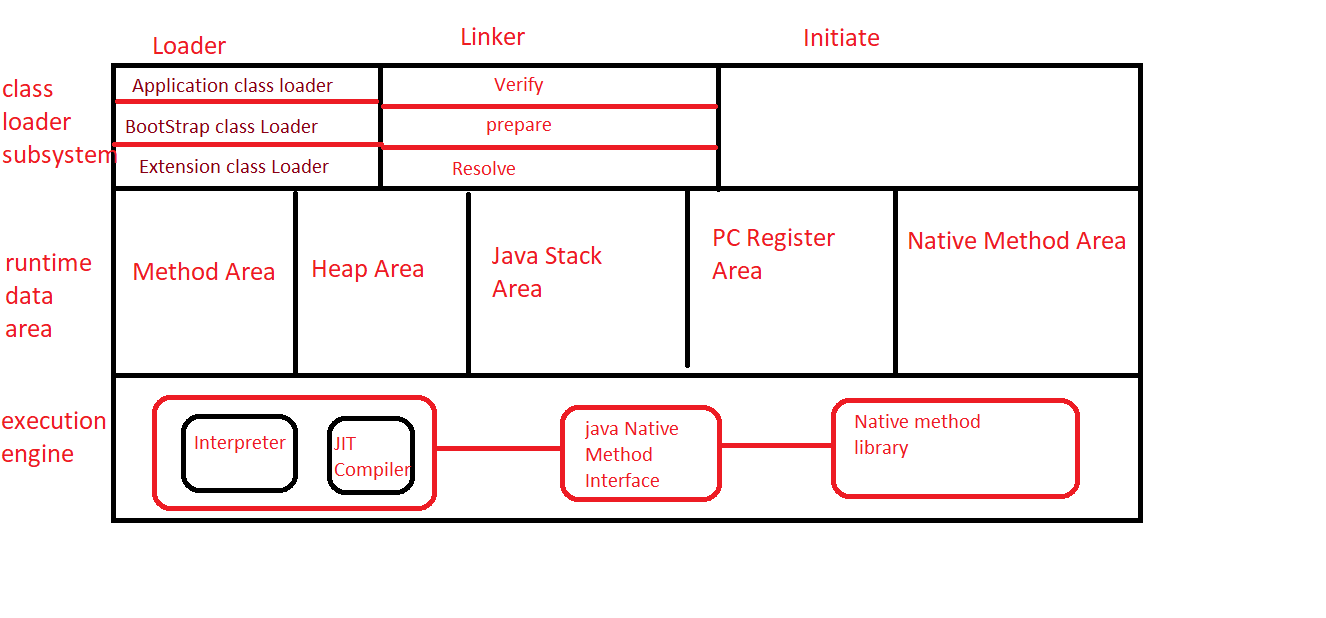 Loader
Linker
Initiate
class
loader
subsystem
Application class loader
Verify
BootStrap class Loader
prepare
Extension class Loader
Resolve
runtime
data
area
Method Area
Heap Area
Java Stack
Area
PC Register
Area
Native Method Area
execution
engine
Interpreter
JIT
Compiler
java Native
Method
Interface
Native method
library